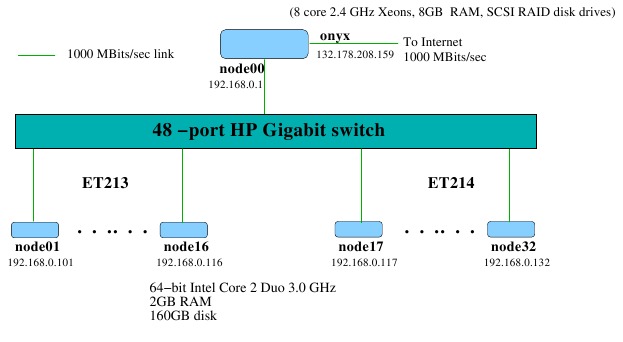 (8 core 2.4 GHz Xeons, 8GB RAM, SCSI RAID disk drives)
1000 MBits/sec link
onyx
To Internet
132.178.208.159
1000 MBits/sec
node00
192.168.0.1
48 −port HP Gigabit switch
ET213
ET214
node01
node16
node17
node32
192.168.0.101
192.168.0.116
192.168.0.117
192.168.0.132
64−bit Intel Core 2 Duo 3.0 GHz
2GB RAM
160GB disk